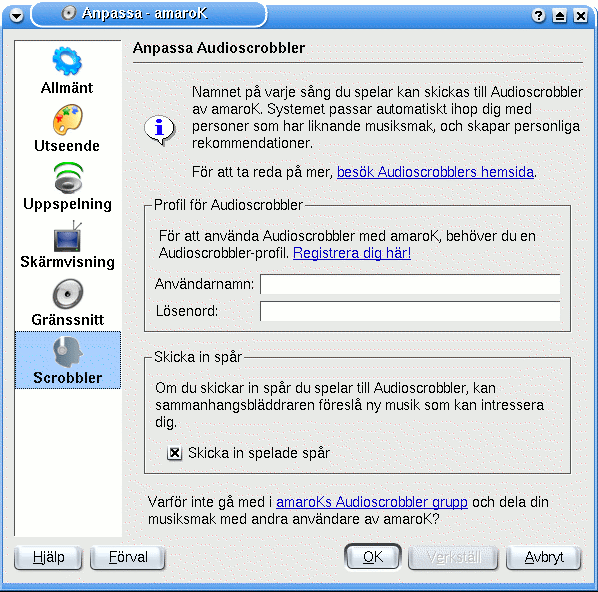 Anpassa - amaroK
Allmänt
Utseende
Uppspelning
Skärmvisning
Gränssnitt
Scrobbler
Anpassa Audioscrobbler
Namnet på varje sång du spelar kan skickas till Audioscrobbler
av amaroK. Systemet passar automatiskt ihop dig med
personer som har liknande musiksmak, och skapar personliga
rekommendationer.
För att ta reda på mer, besök Audioscrobblers hemsida.
Profil för Audioscrobbler
För att använda Audioscrobbler med amaroK, behöver du en
Audioscrobbler-profil. Registrera dig här!
Användarnamn:
Lösenord:
Skicka in spår
Om du skickar in spår du spelar till Audioscrobbler, kan
sammanhangsbläddraren föreslå ny musik som kan intressera
dig.
Skicka in spelade spår
Varför inte gå med i amaroKs Audioscrobbler grupp och dela din
musiksmak med andra användare av amaroK?
Hjälp Förval OK Verkställ Avbryt